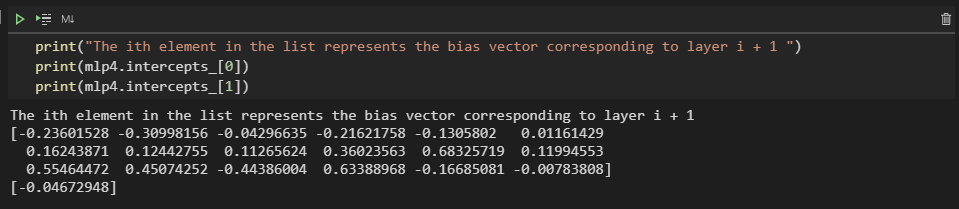 M↓
print("The ith element in the list represents the bias vector corresponding to layer i + 1 ")
print(mlp4.intercepts_[0])
print(mlp4.intercepts_[1])
The ith element in the list represents the bias vector corresponding to layer i + 1
[-0.23601528 -0.30998156 -0.04296635 -0.21621758 -0.1305802   0.01161429
  0.16243871  0.12442755  0.11265624  0.36023563  0.68325719  0.11994553
  0.55464472  0.45074252 -0.44386004  0.63388968 -0.16685081 -0.00783808]
[-0.04672948]